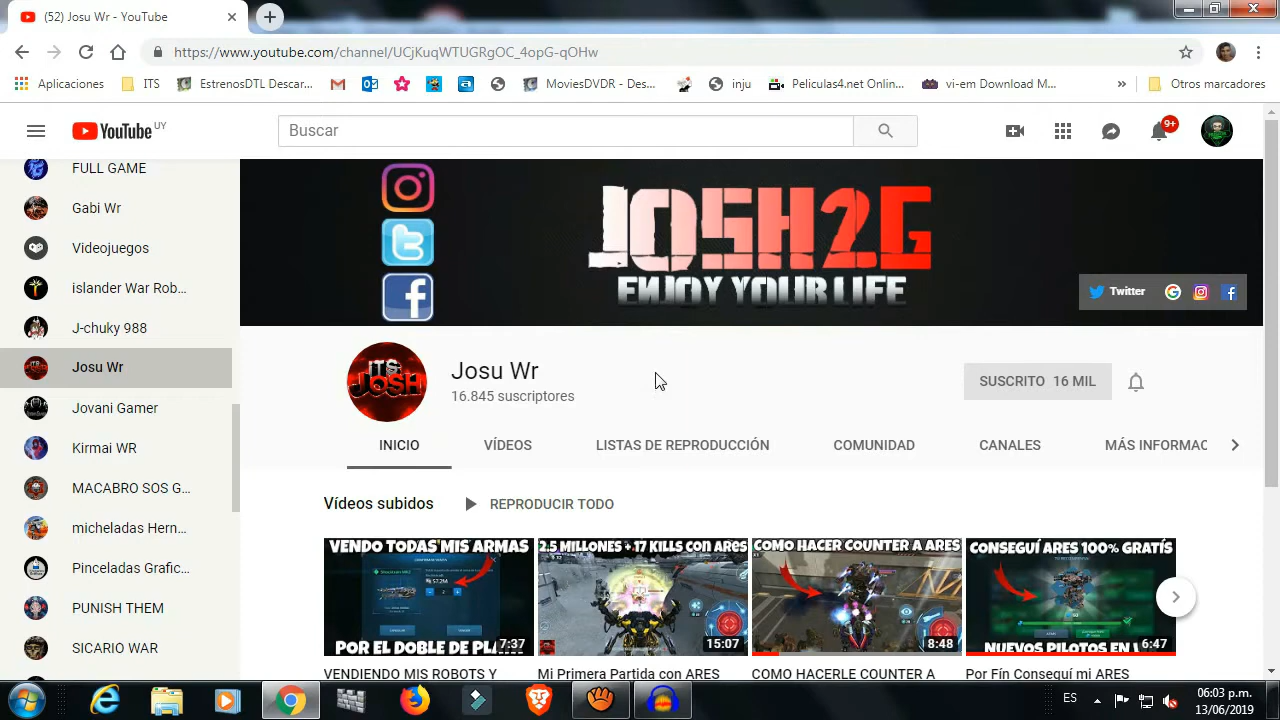 (52) Josu Wr - YouTube
https://www.youtube.com/channel/UCjKuqWTUGRgOC_4opG-qOHw
Aplicaciones ITS EstrenosDTL Descar... MoviesDVDR - Des... inju Peliculas4.net Onlin... vi-em Download M... » Otros marcadores
YouTube UY
Buscar
9+
FULL GAME
Gabi Wr
Videojuegos
islander War Rob...
J-chuky 988
Josu Wr
Jovani Gamer
Kirmai WR
MACABRO SOS G...
micheladas Hern...
Pinceladas Grafic...
PUNISH THEM
SICARIO WAR
JOSH2G
ENJOY YOUR LIFE
Twitter
ITS JOSH
Josu Wr
16.845 suscriptores
SUSCRITO 16 MIL
INICIO VÍDEOS LISTAS DE REPRODUCCIÓN COMUNIDAD CANALES MÁS INFORMAC
Vídeos subidos REPRODUCIR TODO
VENDO TODAS MIS ARMAS
POR EL DOBLE DE PL
7:37
2.5 MILLONES + 17 KILLS CON ARES
15:07
COMO HACER COUNTER A ARES
8:48
CONSEGUÍ ARES 100% GRATÍS
NUEVOS PILOTOS EN
6:47
VENDIENDO MIS ROBOTS Y
Mi Primera Partida con ARES
COMO HACERLE COUNTER A
Por Fín Conseguí mi ARES
ES
06:03 p.m.
13/06/2019